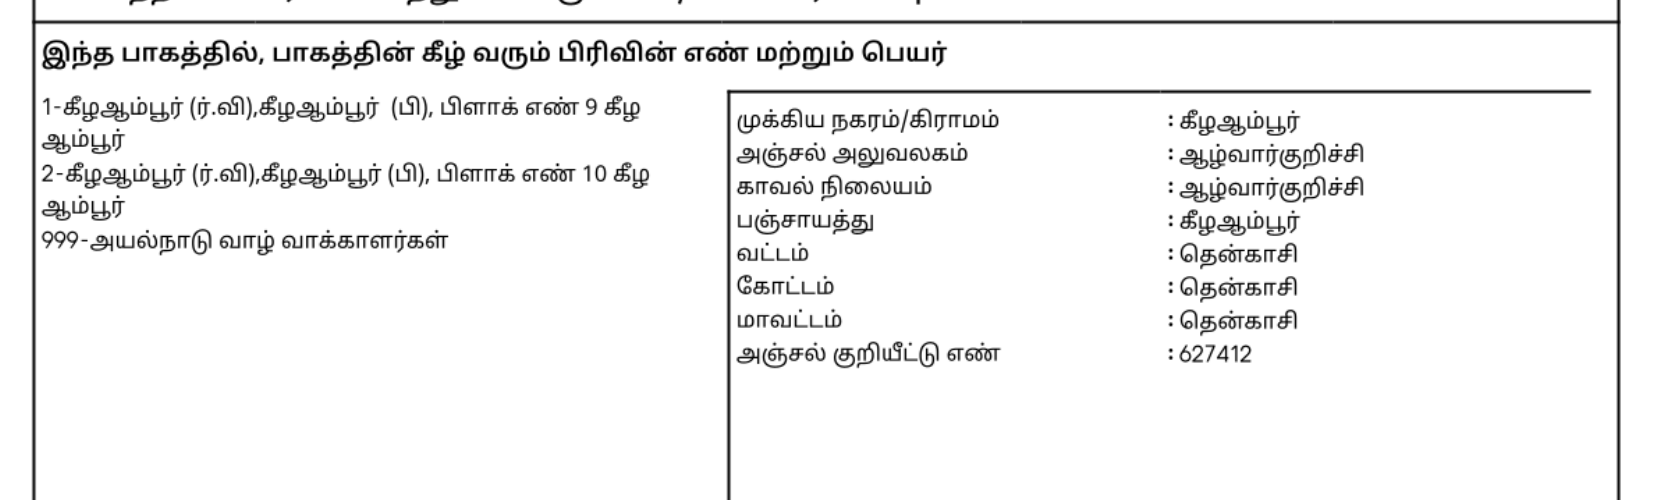 இந்த பாகத்தில், பாகத்தின் கீழ் வரும் பிரிவின் எண் மற்றும் பெயர்
1-கீழஆம்பூர் (ர்.வி),கீழஆம்பூர் (பி), பிளாக் எண் 9 கீழ
ஆம்பூர்
2-கீழஆம்பூர் (ர்.வி),கீழஆம்பூர் (பி), பிளாக் எண் 10 கீழ
ஆம்பூர்
999-அயல்நாடு வாழ் வாக்காளர்கள்
முக்கிய நகரம்/கிராமம் : கீழஆம்பூர்
அஞ்சல் அலுவலகம் : ஆழ்வார்குறிச்சி
காவல் நிலையம் : ஆழ்வார்குறிச்சி
பஞ்சாயத்து : கீழஆம்பூர்
வட்டம் : தென்காசி
கோட்டம் : தென்காசி
மாவட்டம் : தென்காசி
அஞ்சல் குறியீட்டு எண் : 627412